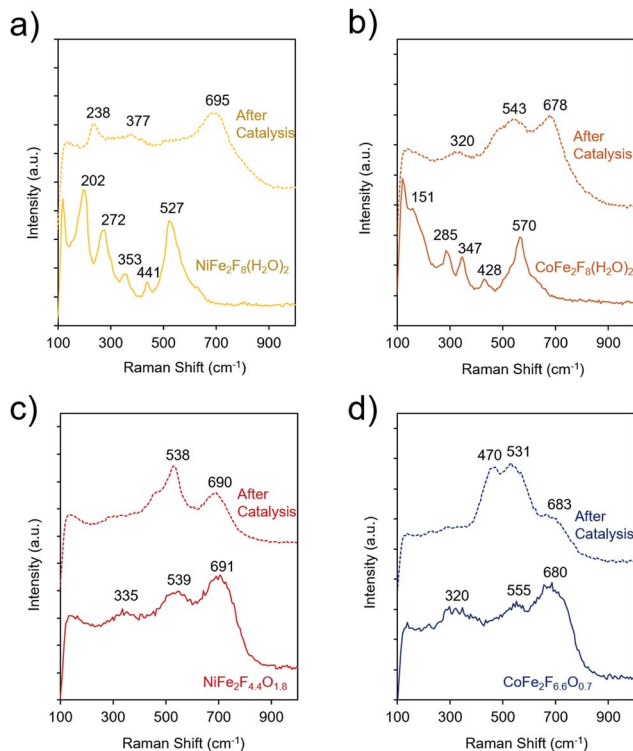 a)
Intensity (a.u.)
238
377
695
After
Catalysis
202
272
353
441
527
NiFe₂F₈(H₂O)₂
100 300 500 700 900
Raman Shift (cm⁻¹)
b)
Intensity (a.u.)
320
543
678
After
Catalysis
151
285
347
428
570
CoFe₂F₈(H₂O)₂
100 300 500 700 900
Raman Shift (cm⁻¹)
c)
Intensity (a.u.)
538
690
After
Catalysis
335
539
691
NiFe₂F₄.₄O₁.₈
100 300 500 700 900
Raman Shift (cm⁻¹)
d)
Intensity (a.u.)
470
531
683
After
Catalysis
320
555
680
CoFe₂F₆.₆O₀.₇
100 300 500 700 900
Raman Shift (cm⁻¹)